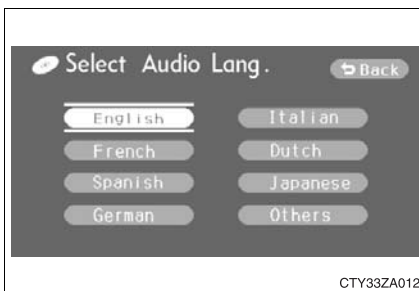 Select Audio Lang.
Back
English
Italian
French
Dutch
Spanish
Japanese
German
Others
CTY33ZA012